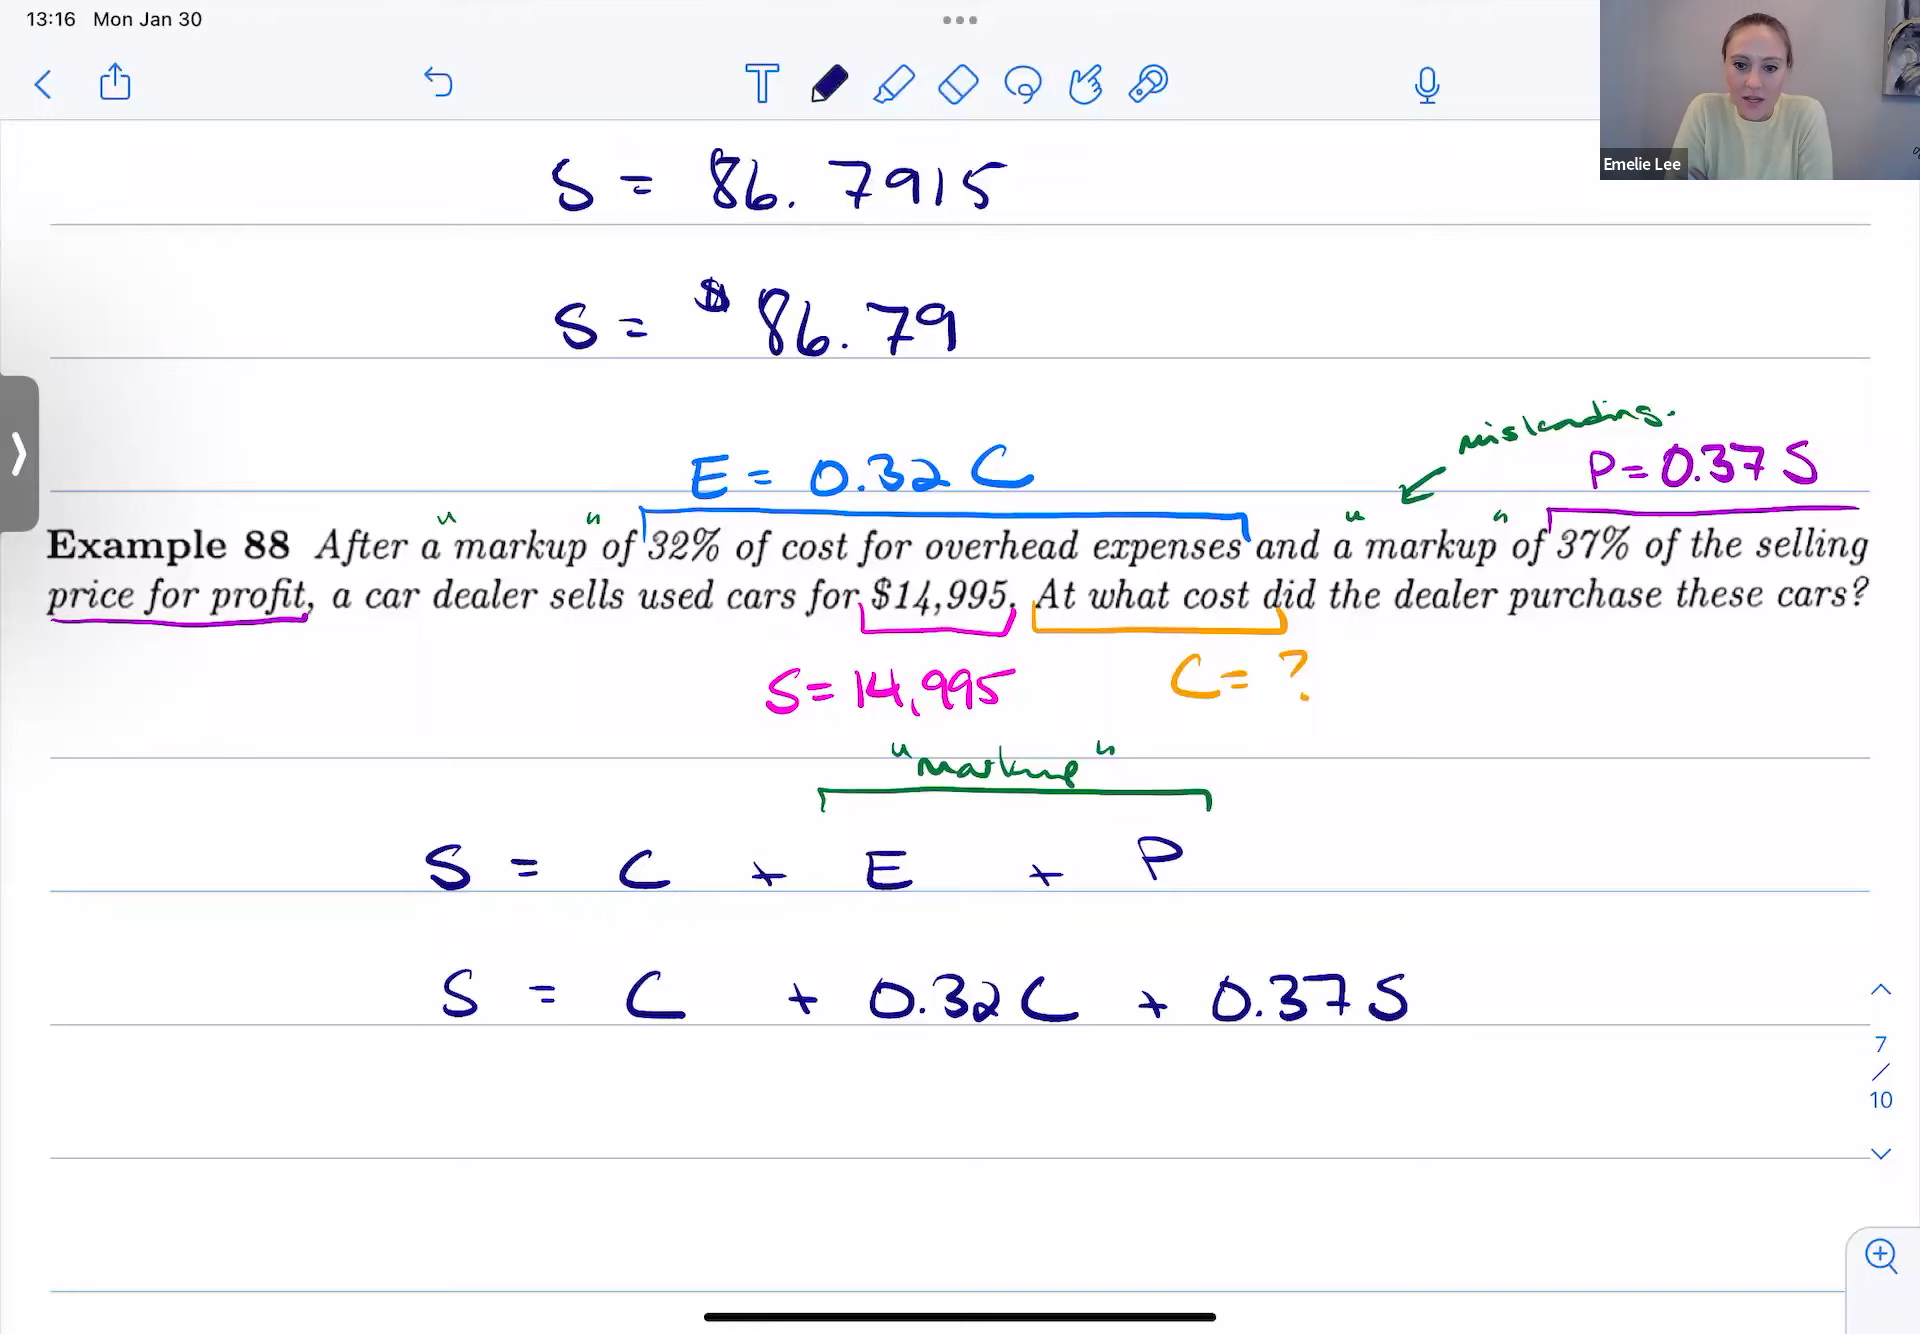 13:16 Mon Jan 30
Emelie Lee
S = 86.7915
S = $86.79
misleading.
E = 0.32 C
P = 0.37 S
Example 88 After a "markup" of 32% of cost for overhead expenses and a "markup" of 37% of the selling
price for profit, a car dealer sells used cars for $14,995. At what cost did the dealer purchase these cars?
S = 14,995
C = ?
"markup"
S = C + E + P
S = C + 0.32 C + 0.37 S
7
/
10